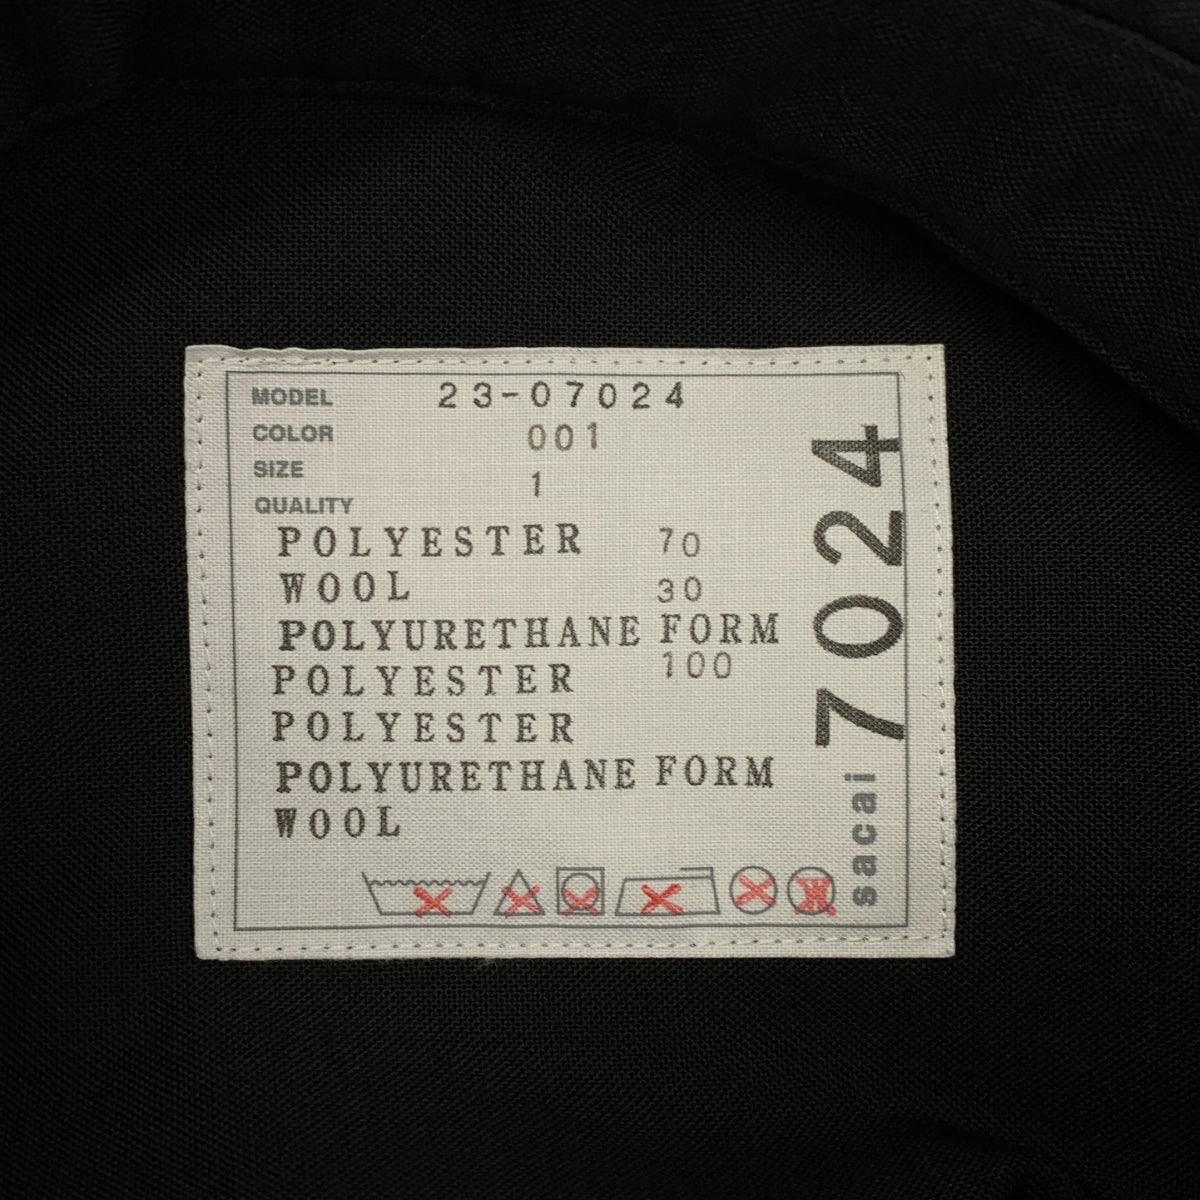 MODEL 23-07024
COLOR 001
SIZE 1
QUALITY
POLYESTER 70
WOOL 30
POLYURETHANE FORM
POLYESTER 100
POLYESTER
POLYURETHANE FORM
WOOL
W
sacai 7024